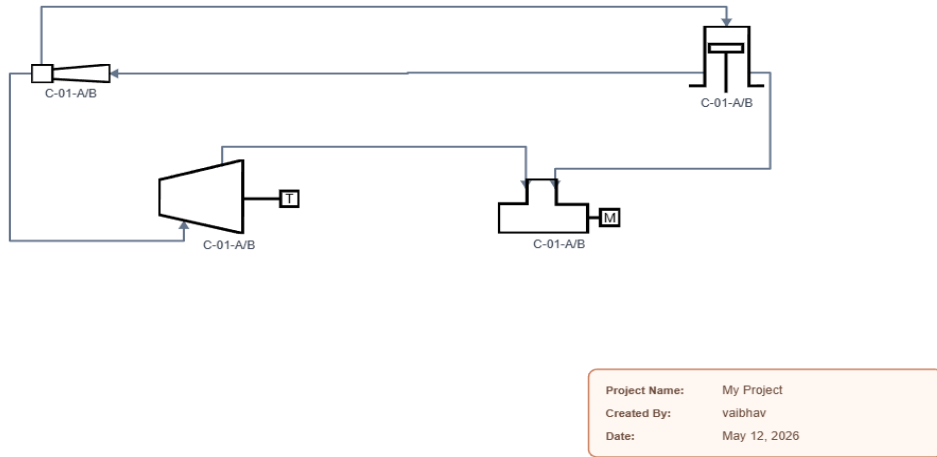 C-01-A/B
C-01-A/B
T
C-01-A/B
M
C-01-A/B
Project Name: My Project
Created By: vaibhav
Date: May 12, 2026